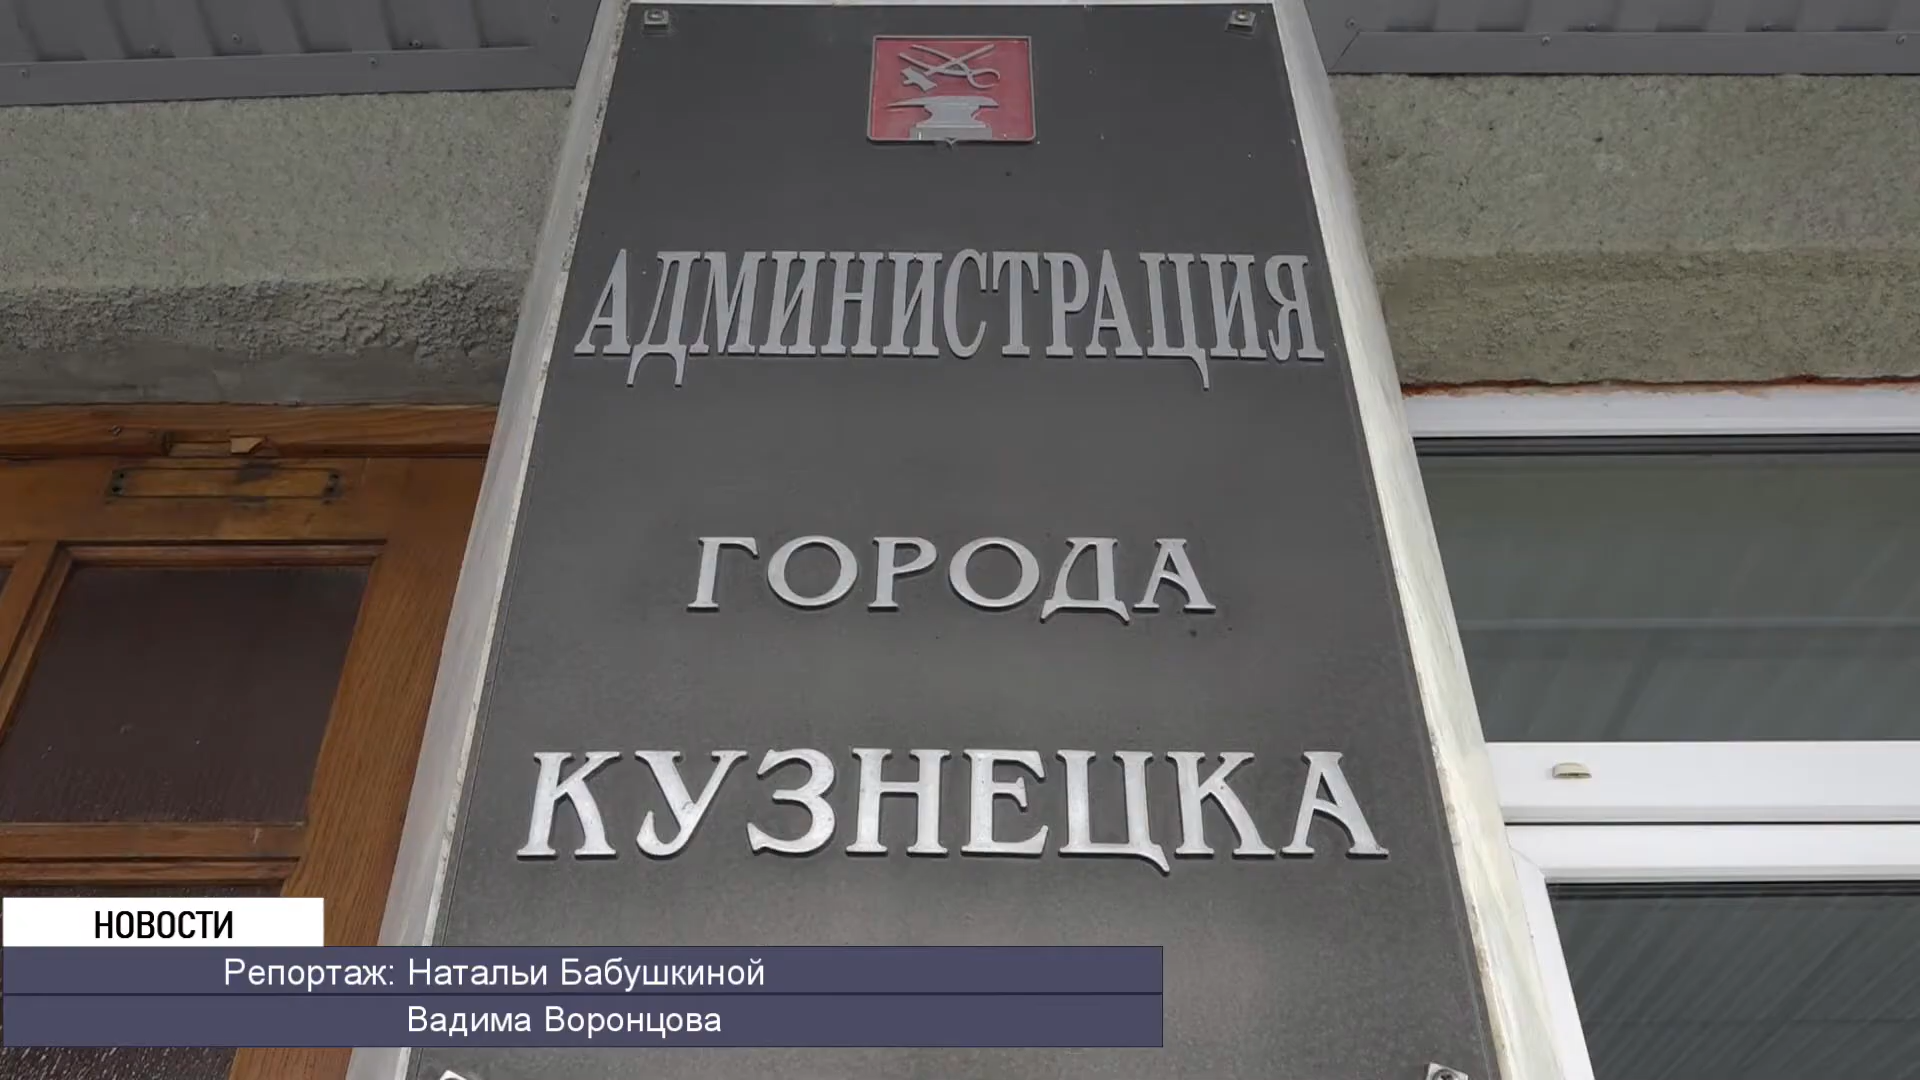 АДМИНИСТРАЦИЯ
ГОРОДА
КУЗНЕЦКА
НОВОСТИ
Репортаж: Натальи Бабушкиной
Вадима Воронцова